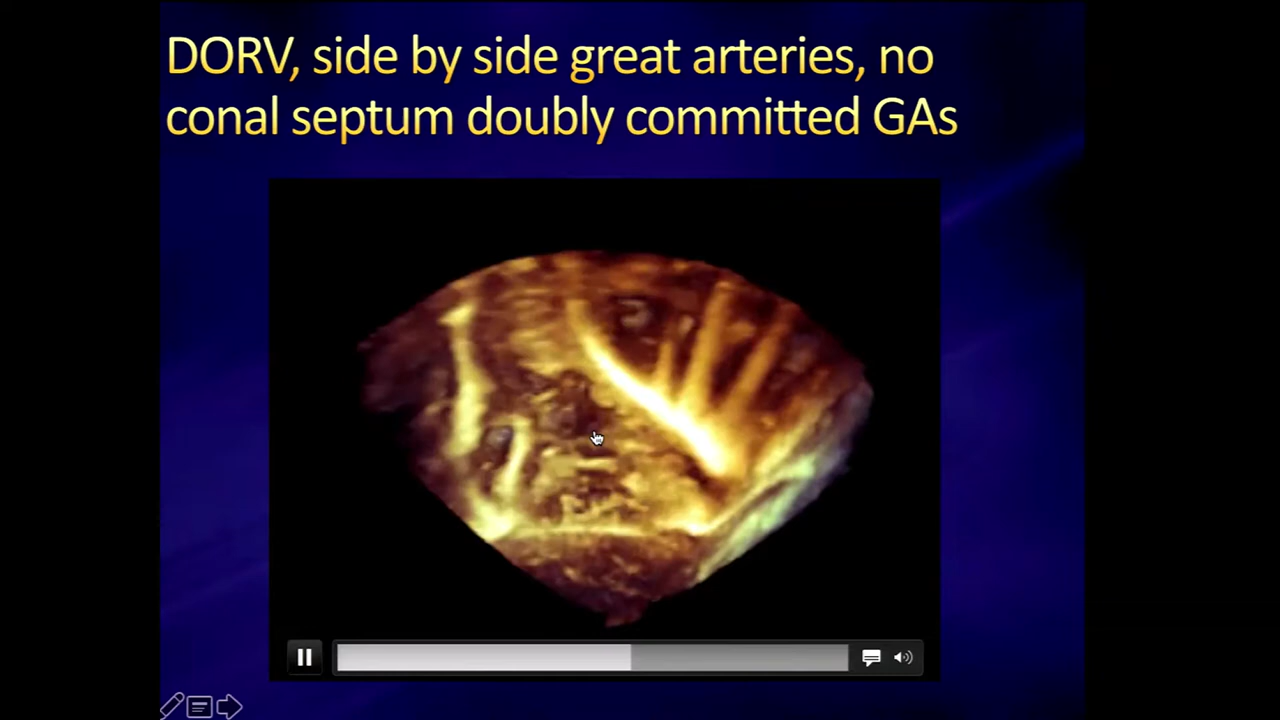 DORV, side by side great arteries, no
conal septum doubly committed GAs